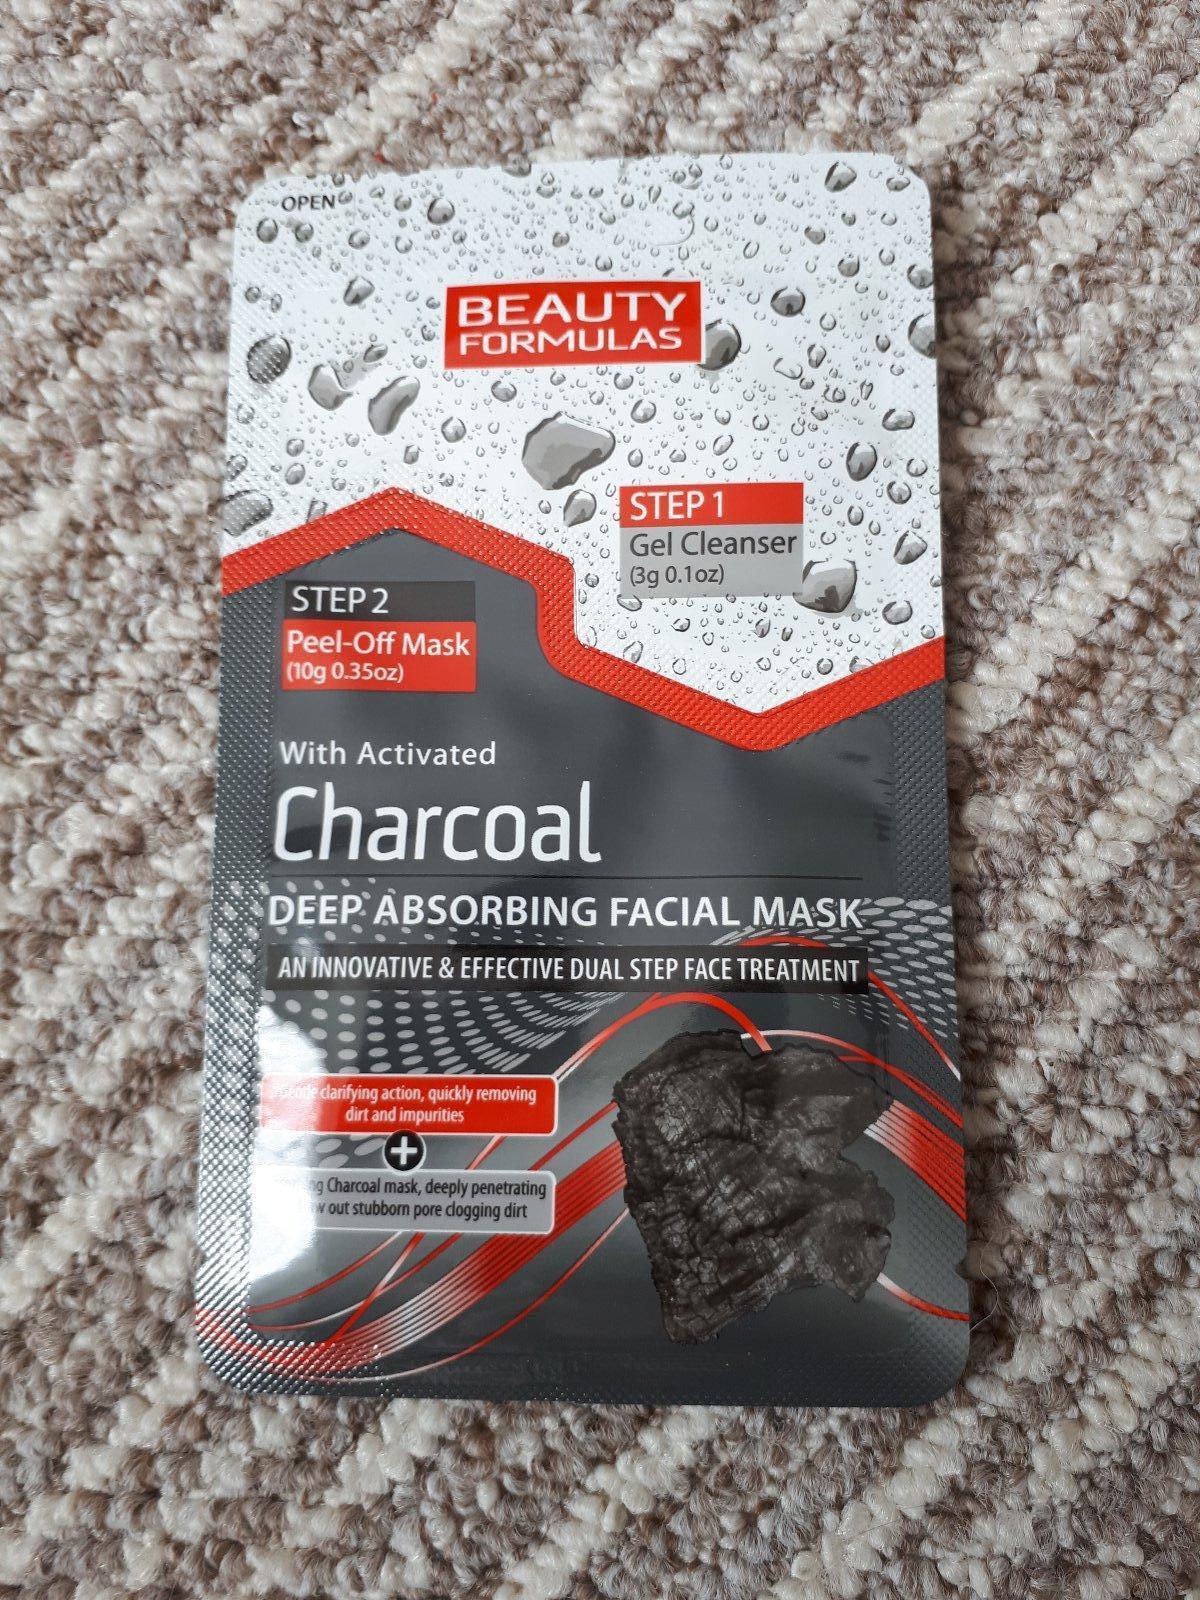 OPEN
BEAUTY
FORMULAS
STEP 1
Gel Cleanser
(3g 0.1oz)
STEP 2
Peel-Off Mask
(10g 0.35oz)
With Activated
Charcoal
DEEP ABSORBING FACIAL MASK
AN INNOVATIVE & EFFECTIVE DUAL STEP FACE TREATMENT
Gentle clarifying action, quickly removing
dirt and impurities
+
Charcoal mask, deeply penetrating
out stubborn pore clogging dirt